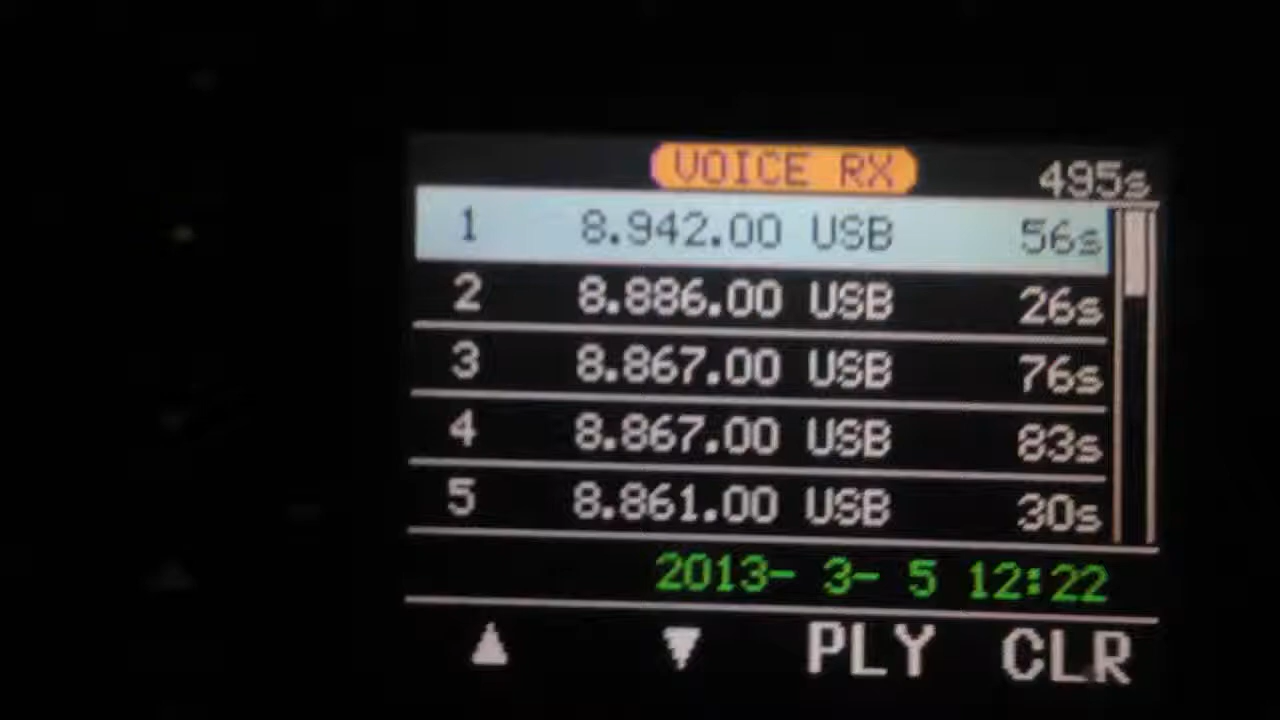 VOICE RX 495s
1 8.942.00 USB 56s
2 8.886.00 USB 26s
3 8.867.00 USB 76s
4 8.867.00 USB 83s
5 8.861.00 USB 30s
2013- 3- 5 12:22
▲ ▼ PLY CLR